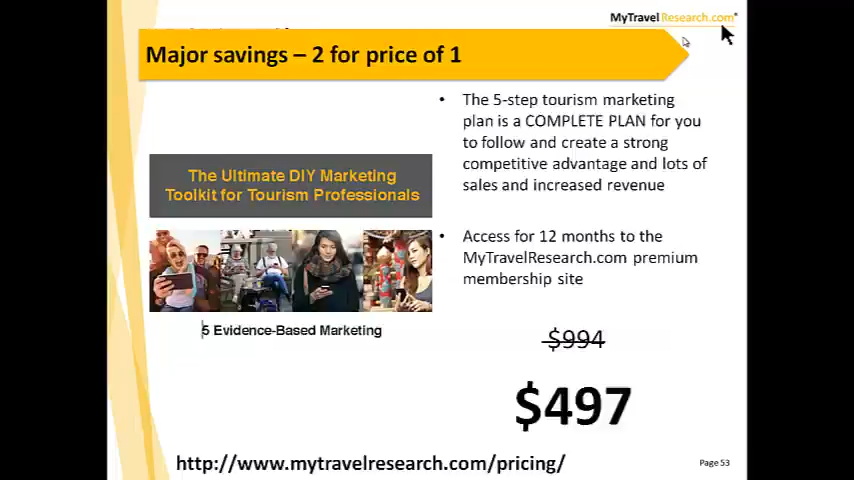 MyTravelResearch.com®
Major savings – 2 for price of 1
• The 5-step tourism marketing
plan is a COMPLETE PLAN for you
to follow and create a strong
competitive advantage and lots of
sales and increased revenue
The Ultimate DIY Marketing
Toolkit for Tourism Professionals
• Access for 12 months to the
MyTravelResearch.com premium
membership site
5 Evidence-Based Marketing
$994
$497
http://www.mytravelresearch.com/pricing/
Page 53